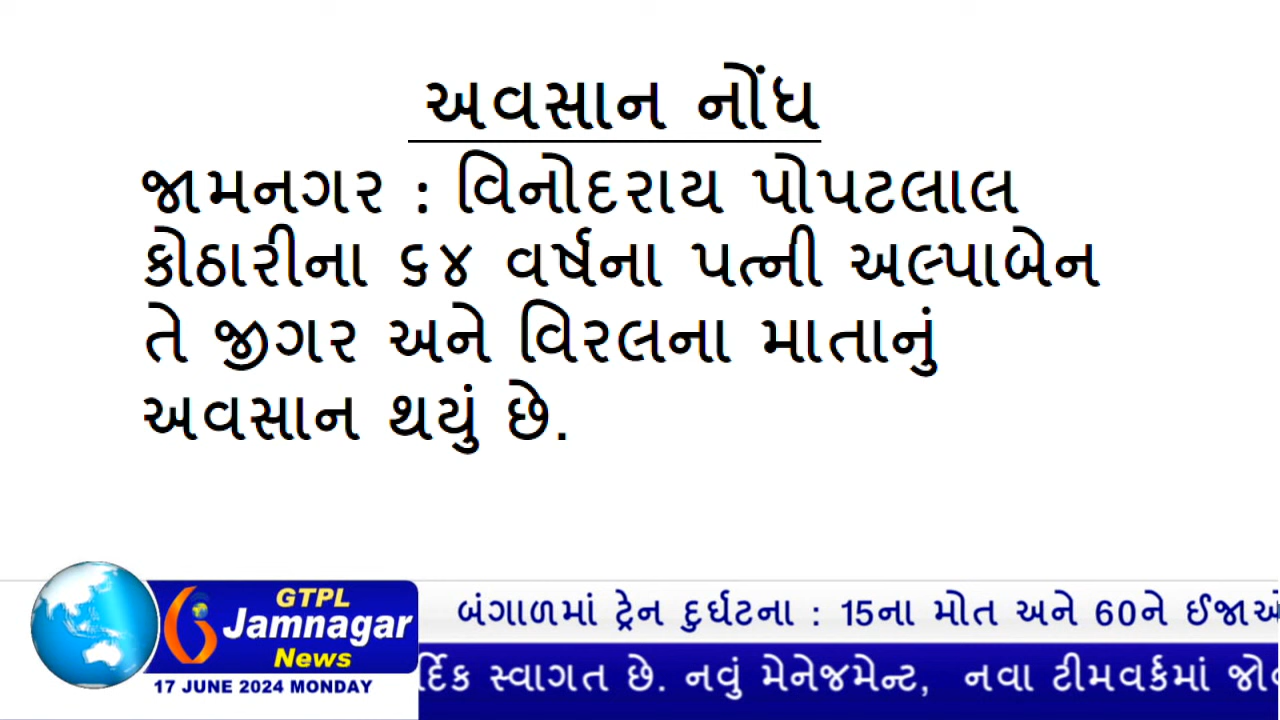 અવસાન નોંધ
જામનગર : વિનોદરાય પોપટલાલ
કોઠારીના ૬૪ વર્ષના પત્ની અલ્પાબેન
તે જીગર અને વિરલના માતાનું
અવસાન થયું છે.
GTPL
Jamnagar
News
17 JUNE 2024 MONDAY
બંગાળમાં ટ્રેન દુર્ઘટના : 15ના મોત અને 60ને
ર્દિક સ્વાગત છે. નવું મેનેજમેન્ટ, નવા ટીમવર્કમાં